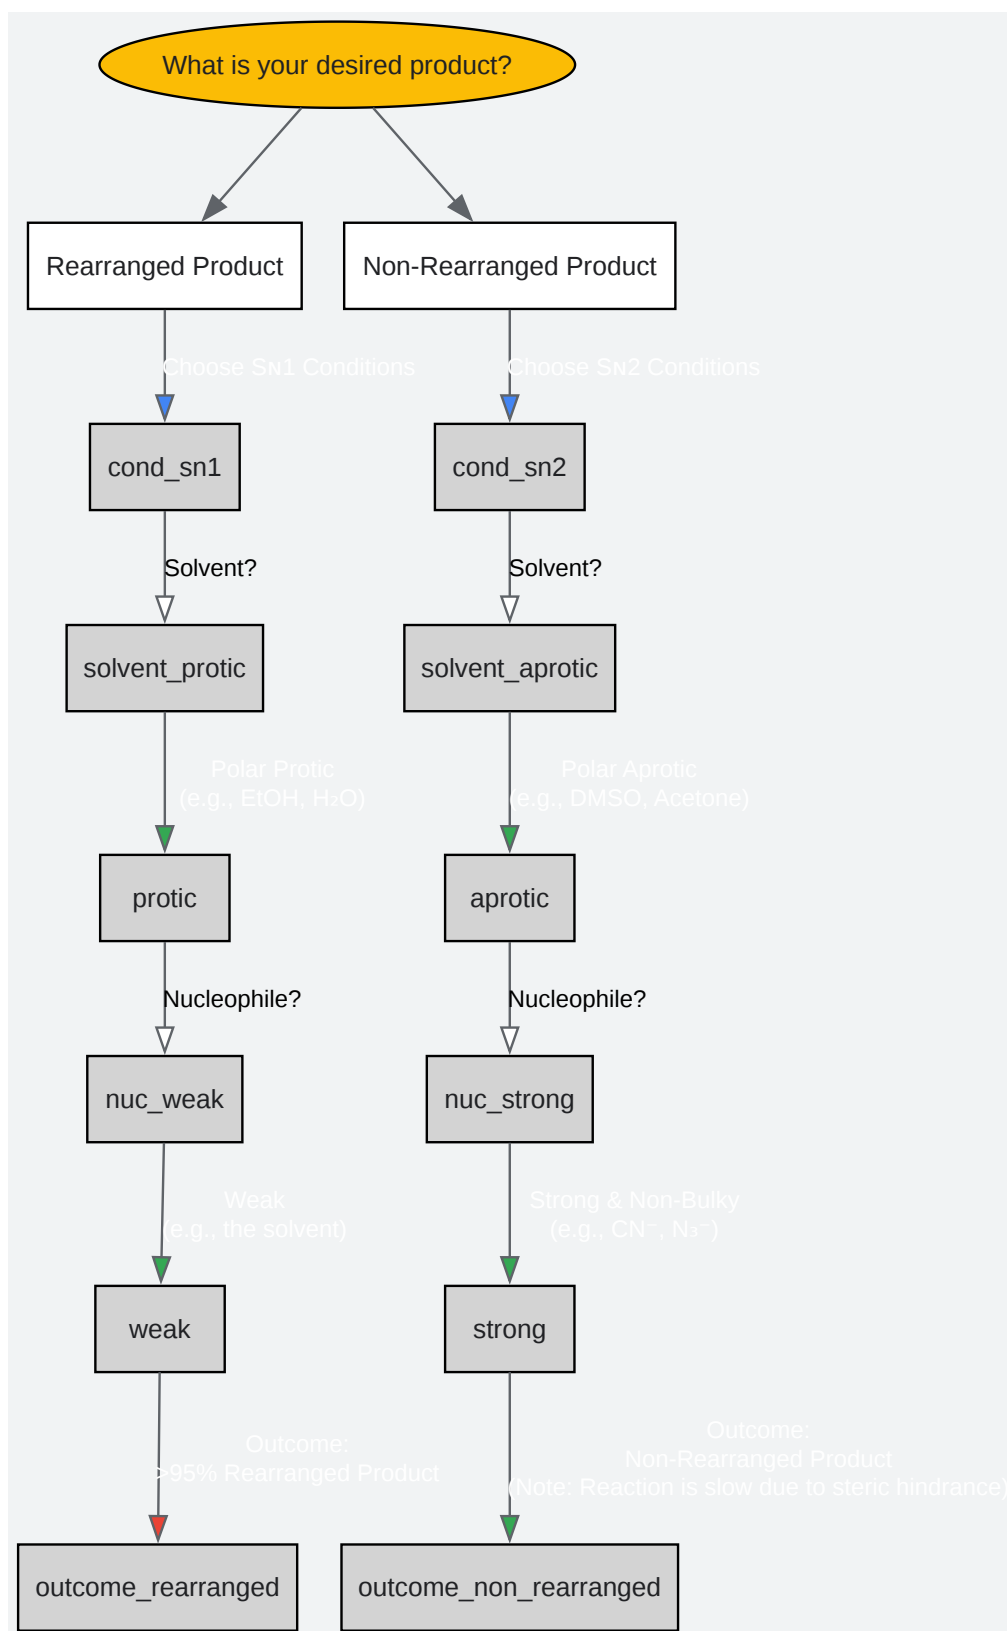 What is your desired product?
Rearranged Product
Non-Rearranged Product
Choose Sɴ1 Conditions
Choose Sɴ2 Conditions
cond_sn1
cond_sn2
Solvent?
Solvent?
solvent_protic
solvent_aprotic
Polar Protic
(e.g., EtOH, H₂O)
Polar Aprotic
(e.g., DMSO, Acetone)
protic
aprotic
Nucleophile?
Nucleophile?
nuc_weak
nuc_strong
Weak
(e.g., the solvent)
Strong & Non-Bulky
(e.g., CN⁻, N₃⁻)
weak
strong
Outcome:
>95% Rearranged Product
Outcome:
Non-Rearranged Product
(Note: Reaction is slow due to steric hindrance)
outcome_rearranged
outcome_non_rearranged